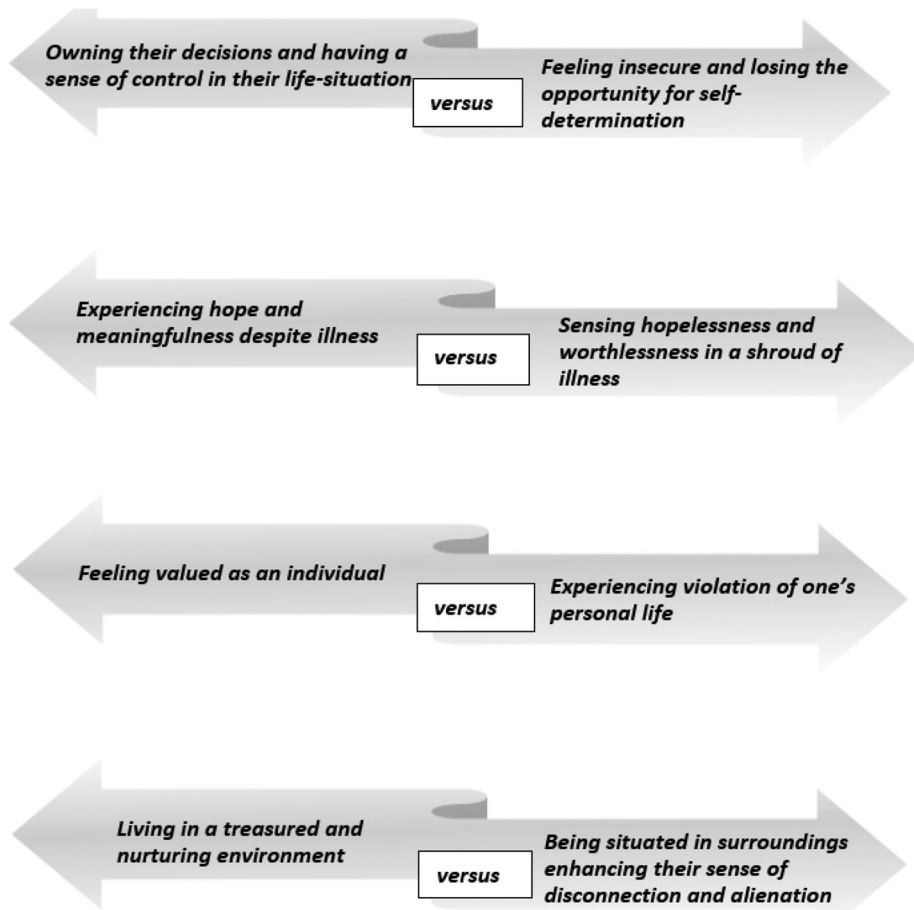 Owning their decisions and having a
sense of control in their life-situation
versus
Feeling insecure and losing the
opportunity for self-
determination
Experiencing hope and
meaningfulness despite illness
versus
Sensing hopelessness and
worthlessness in a shroud of
illness
Feeling valued as an individual
versus
Experiencing violation of one’s
personal life
Living in a treasured and
nurturing environment
versus
Being situated in surroundings
enhancing their sense of
disconnection and alienation